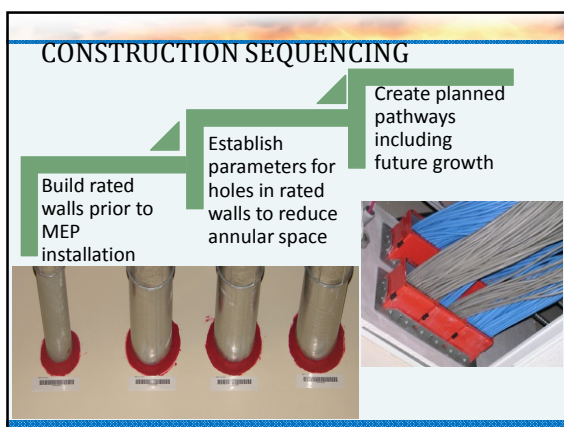 CONSTRUCTION SEQUENCING
Build rated
walls prior to
MEP
installation
Establish
parameters for
holes in rated
walls to reduce
annular space
Create planned
pathways
including
future growth